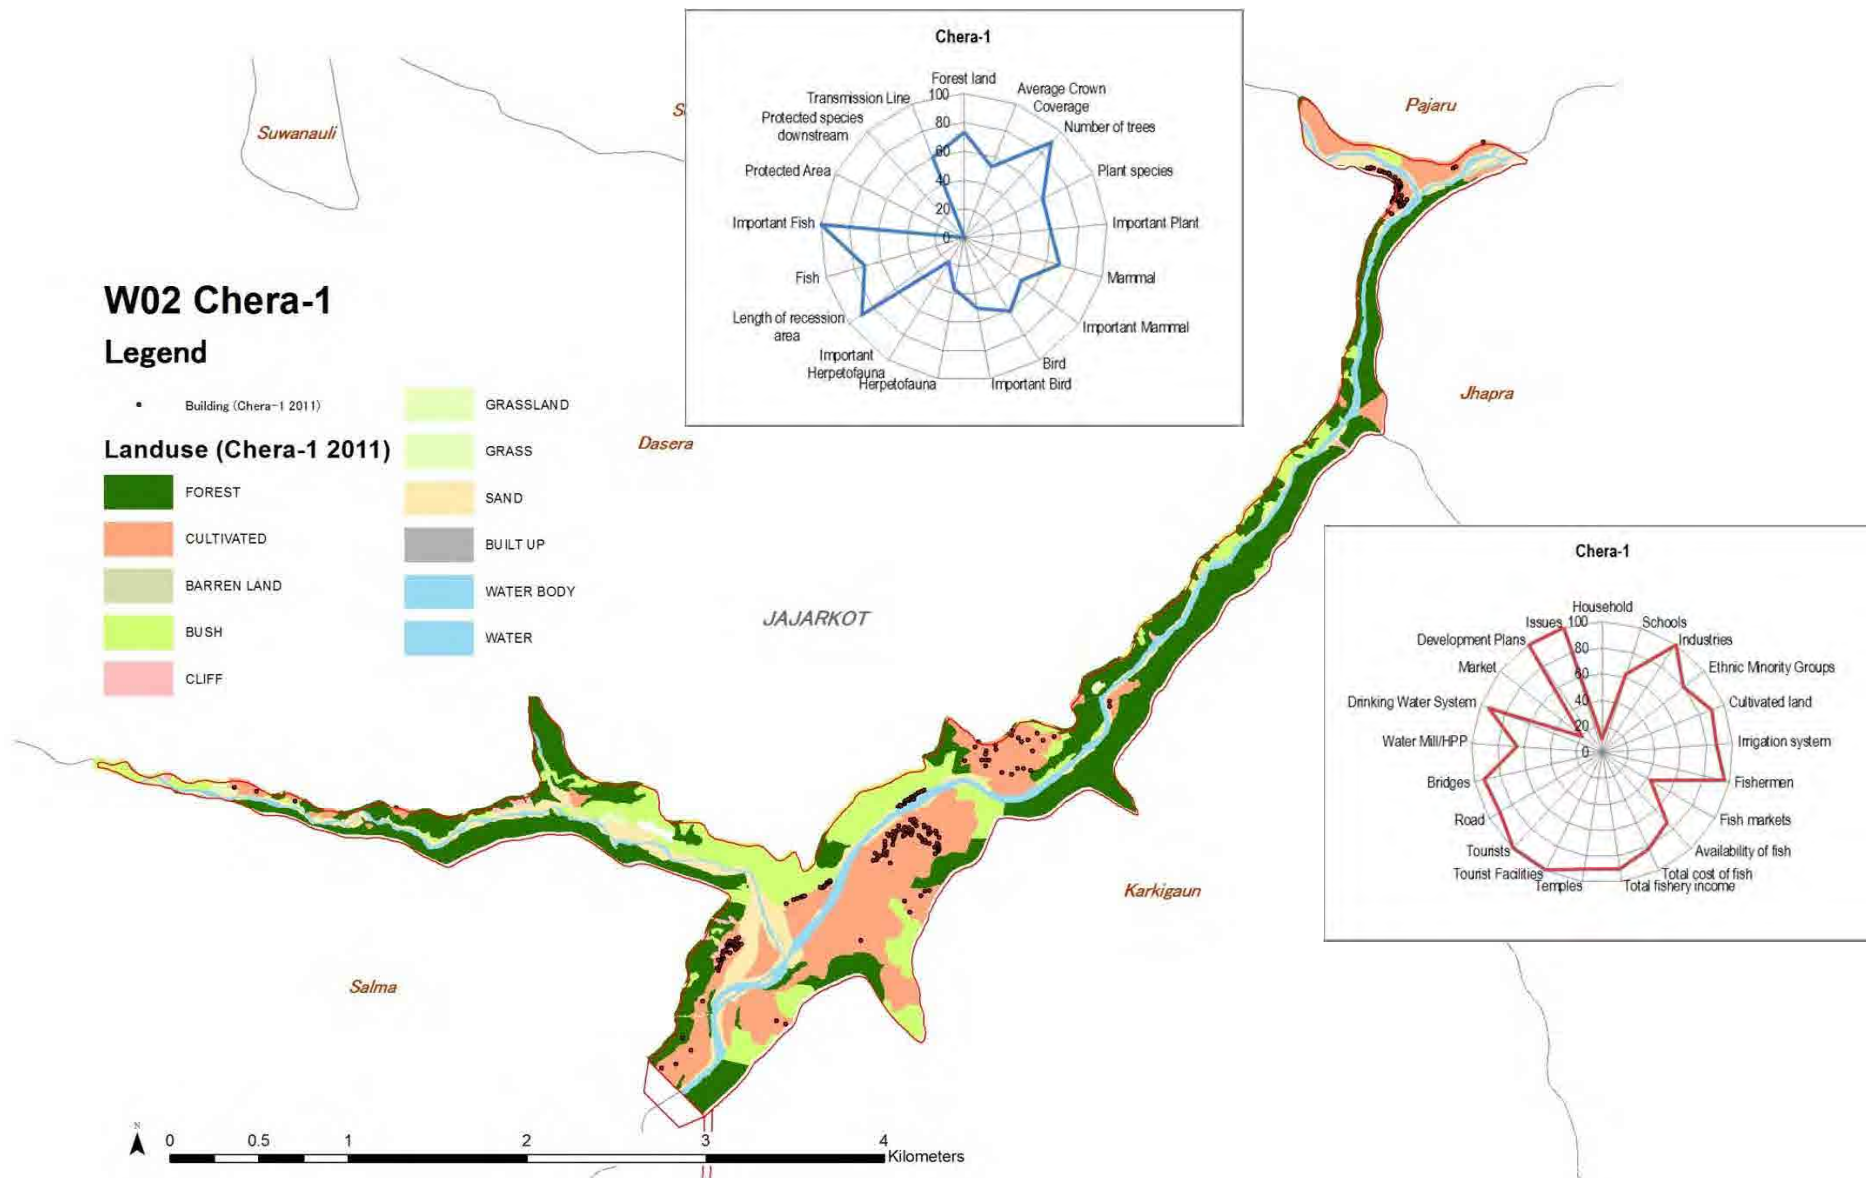 Chera-1
Forest land
Average Crown
Coverage
Number of trees
Plant species
Important Plant
Mammal
Important Mammal
Bird
Important Bird
Herpetofauna
Important
Herpetofauna
Length of recession
area
Fish
Important Fish
Protected Area
Protected species
downstream
Transmission Line
100
80
60
40
20
0
Suwanauli
Pajaru
Jhapra
Dasera
JAJARKOT
Karkigaun
Salma
W02 Chera-1
Legend
Building (Chera-1 2011)
Landuse (Chera-1 2011)
FOREST
CULTIVATED
BARREN LAND
BUSH
CLIFF
GRASSLAND
GRASS
SAND
BUILT UP
WATER BODY
WATER
Chera-1
Household
Schools
Industries
Ethnic Minority Groups
Cultivated land
Irrigation system
Fishermen
Fish markets
Availability of fish
Total cost of fish
Total fishery income
Temples
Tourist Facilities
Tourists
Road
Bridges
Water Mill/HPP
Drinking Water System
Market
Development Plans
Issues
100
80
60
40
20
0
N
0 0.5 1 2 3 4
Kilometers